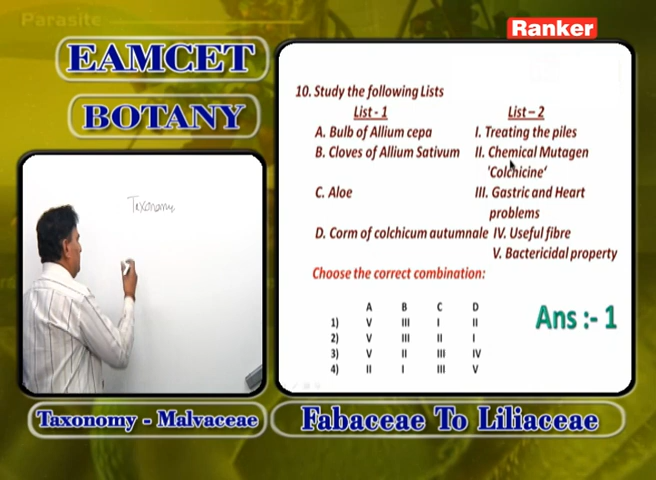 Parasite
Ranker
EAMCET
BOTANY
Taxonomy
10. Study the following Lists
List - 1 List – 2
A. Bulb of Allium cepa I. Treating the piles
B. Cloves of Allium Sativum II. Chemical Mutagen
'Colchicine'
C. Aloe III. Gastric and Heart
problems
D. Corm of colchicum autumnale IV. Useful fibre
V. Bactericidal property
Choose the correct combination:
A B C D
1) V III I II
2) V III II I
3) V II III IV
4) II I III V
Ans :- 1
Taxonomy - Malvaceae
Fabaceae To Liliaceae